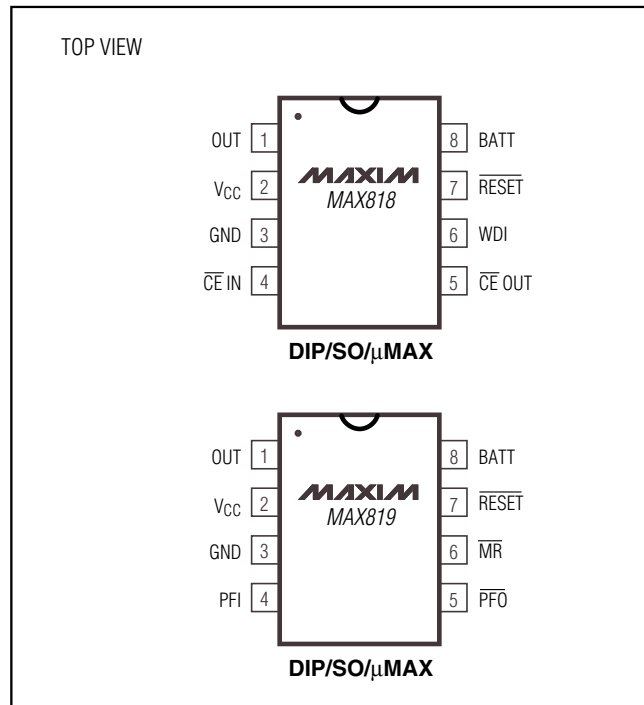 TOP VIEW
OUT 1 8 BATT
VCC 2 MAXIM 7 RESET
MAX818
GND 3 6 WDI
CE IN 4 5 CE OUT
DIP/SO/μMAX
OUT 1 8 BATT
VCC 2 MAXIM 7 RESET
MAX819
GND 3 6 MR
PFI 4 5 PFO
DIP/SO/μMAX